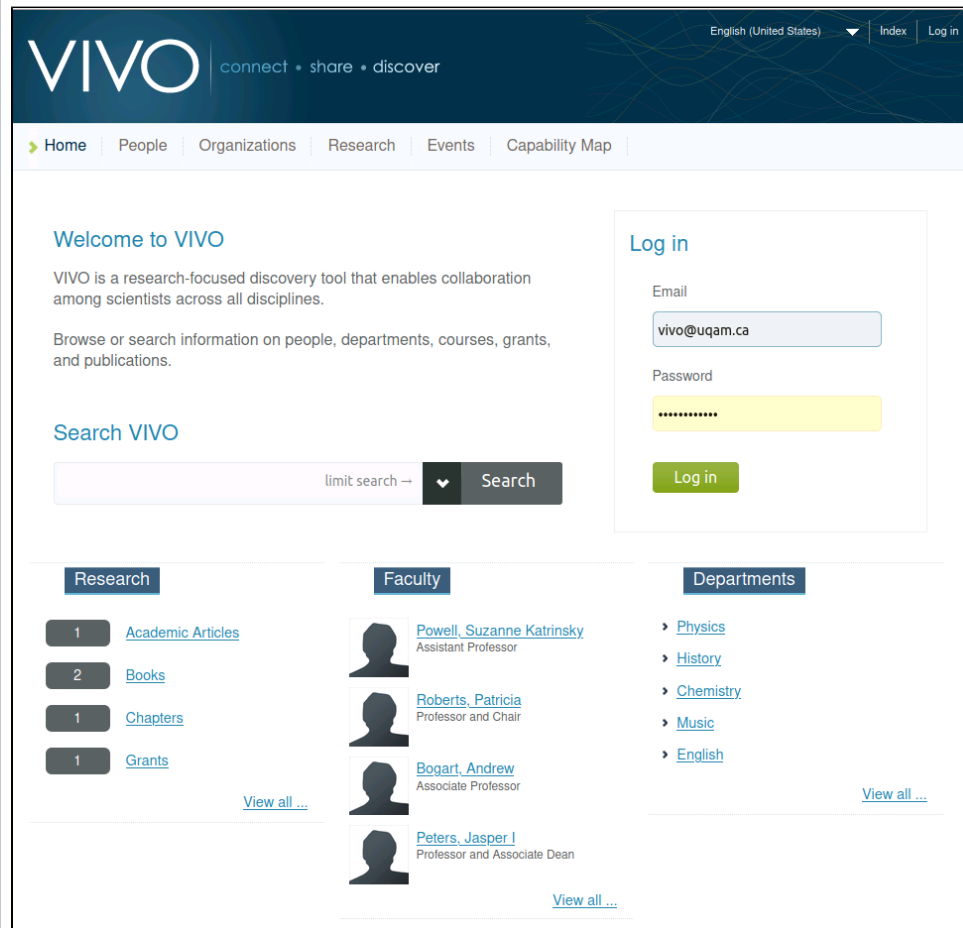 English (United States) Index Log in
VIVO connect • share • discover
Home People Organizations Research Events Capability Map
Welcome to VIVO
VIVO is a research-focused discovery tool that enables collaboration
among scientists across all disciplines.
Browse or search information on people, departments, courses, grants,
and publications.
Search VIVO
limit search → Search
Log in
Email
vivo@uqam.ca
Password
••••••••••••
Log in
Research
1 Academic Articles
2 Books
1 Chapters
1 Grants
View all ...
Faculty
Powell, Suzanne Katrinsky
Assistant Professor
Roberts, Patricia
Professor and Chair
Bogart, Andrew
Associate Professor
Peters, Jasper I
Professor and Associate Dean
View all ...
Departments
Physics
History
Chemistry
Music
English
View all ...